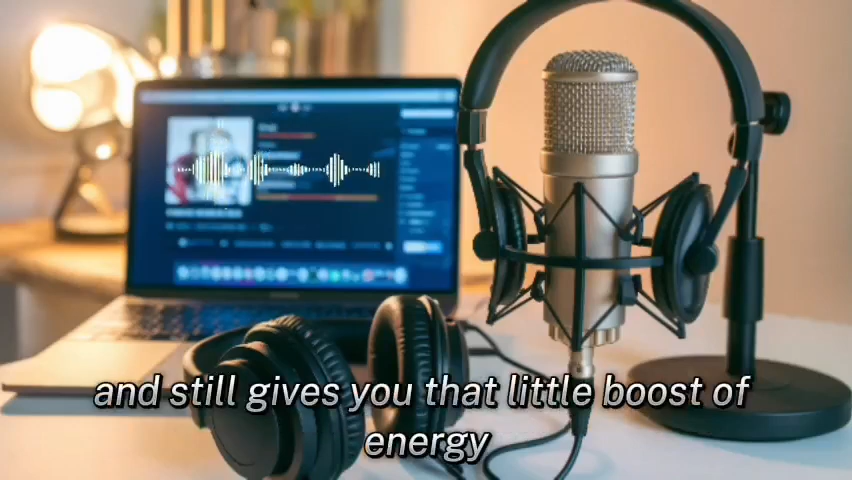 and still gives you that little boost of
energy